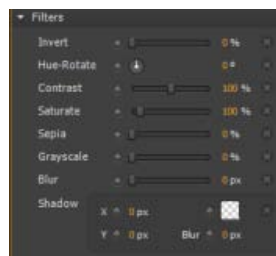 Filters
Invert 0 %
Hue-Rotate 0 °
Contrast 100 %
Saturate 100 %
Sepia 0 %
Grayscale 0 %
Blur 0 px
Shadow X 0 px
Y 0 px Blur 0 px